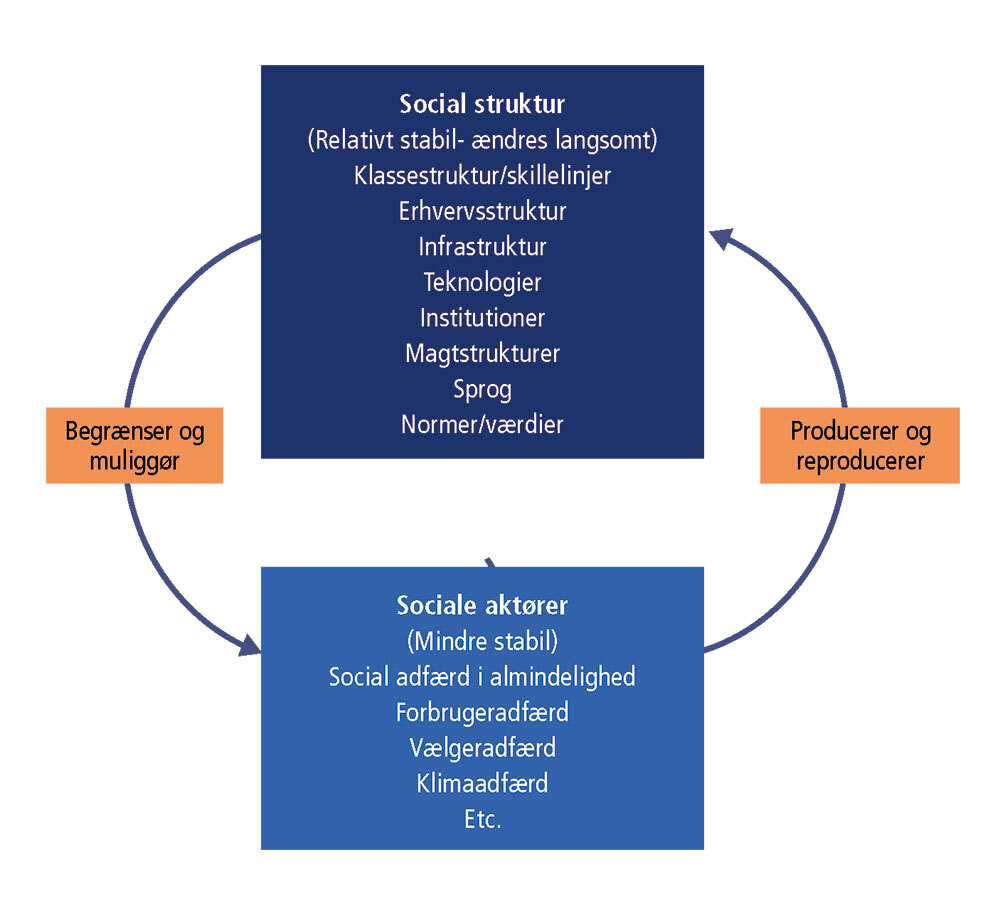 Social struktur
(Relativt stabil- ændres langsomt)
Klassestruktur/skillelinjer
Erhvervsstruktur
Infrastruktur
Teknologier
Institutioner
Magtstrukturer
Sprog
Normer/værdier
Begrænser og
muliggør
Producerer og
reproducerer
Sociale aktører
(Mindre stabil)
Social adfærd i almindelighed
Forbrugeradfærd
Vælgeradfærd
Klimaadfærd
Etc.